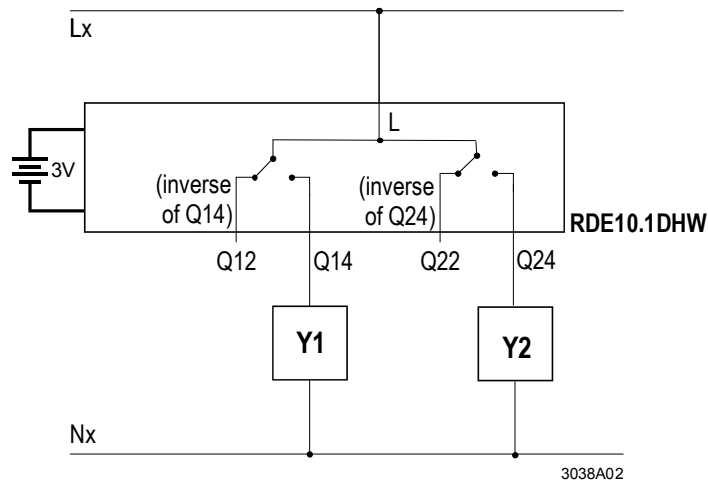 Lx
L
3V
(inverse
of Q14)
(inverse
of Q24)
RDE10.1DHW
Q12
Q14
Q22
Q24
Y1
Y2
Nx
3038A02